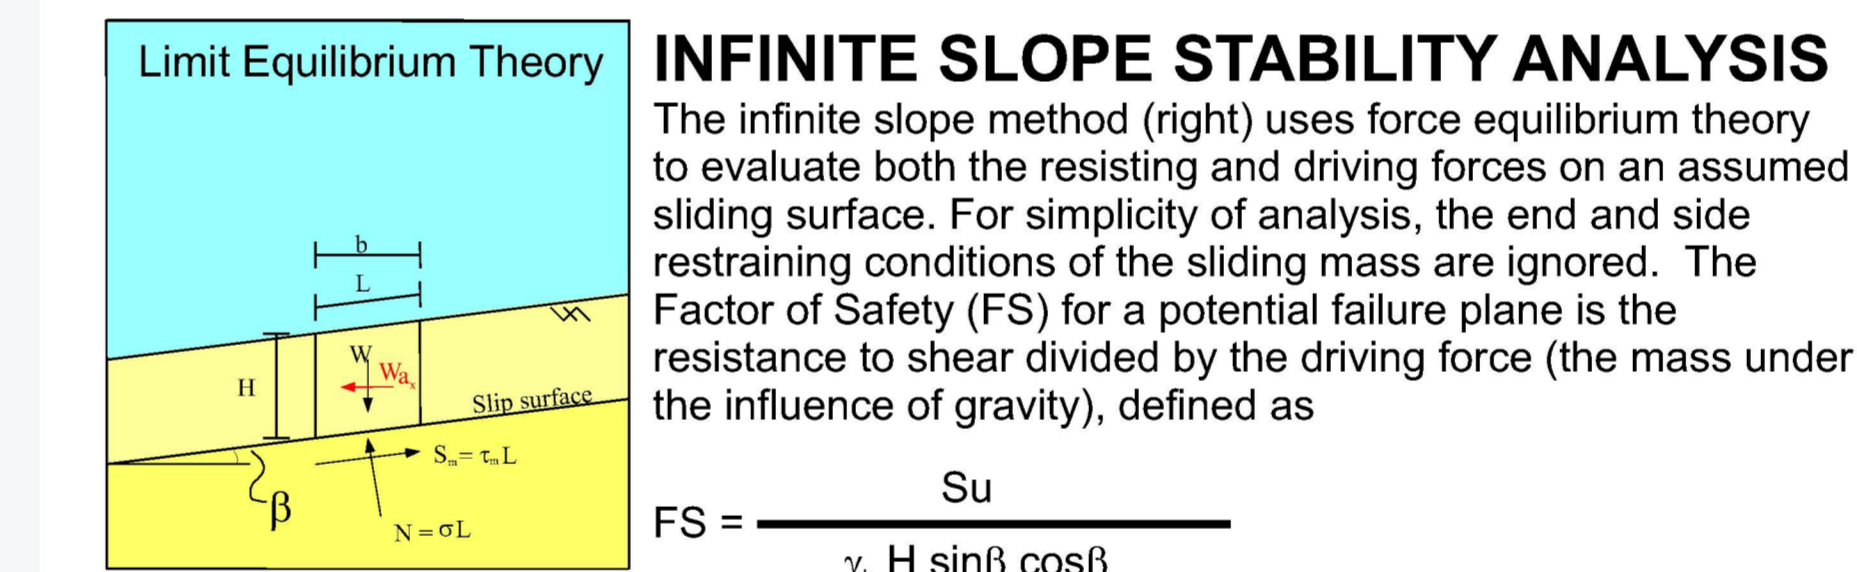 Limit Equilibrium Theory
b
L
W
Wax
H
Slip surface
Sm= τmL
β
N = σL
INFINITE SLOPE STABILITY ANALYSIS
The infinite slope method (right) uses force equilibrium theory
to evaluate both the resisting and driving forces on an assumed
sliding surface. For simplicity of analysis, the end and side
restraining conditions of the sliding mass are ignored.  The
Factor of Safety (FS) for a potential failure plane is the
resistance to shear divided by the driving force (the mass under
the influence of gravity), defined as
Su
FS =
H sinβ cosβ